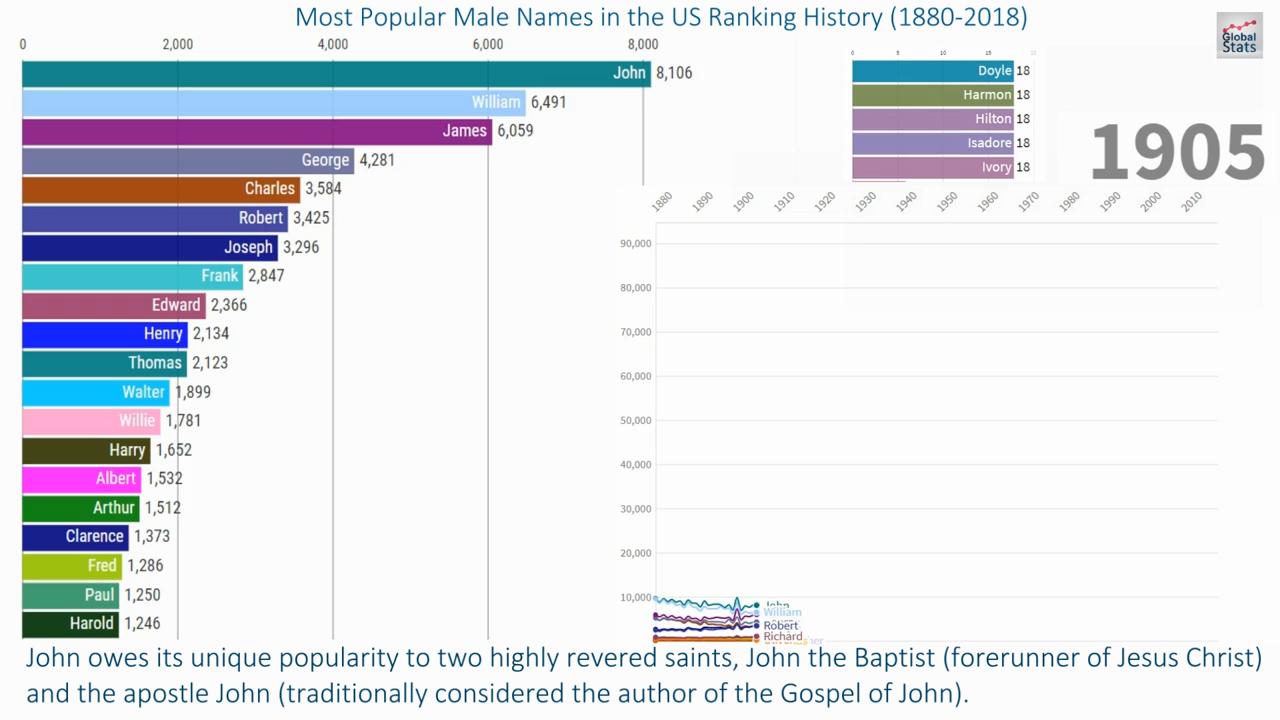 Most Popular Male Names in the US Ranking History (1880-2018)
Global
Stats
0 2,000 4,000 6,000 8,000
John 8,106
William 6,491
James 6,059
George 4,281
Charles 3,584
Robert 3,425
Joseph 3,296
Frank 2,847
Edward 2,366
Henry 2,134
Thomas 2,123
Walter 1,899
Willie 1,781
Harry 1,652
Albert 1,532
Arthur 1,512
Clarence 1,373
Fred 1,286
Paul 1,250
Harold 1,246
0 5 10 15
Doyle 18
Harmon 18
Hilton 18
Isadore 18
Ivory 18
1905
1880 1890 1900 1910 1920 1930 1940 1950 1960 1970 1980 1990 2000 2010
90,000
80,000
70,000
60,000
50,000
40,000
30,000
20,000
10,000
John
William
Robert
Richard
John owes its unique popularity to two highly revered saints, John the Baptist (forerunner of Jesus Christ)
and the apostle John (traditionally considered the author of the Gospel of John).